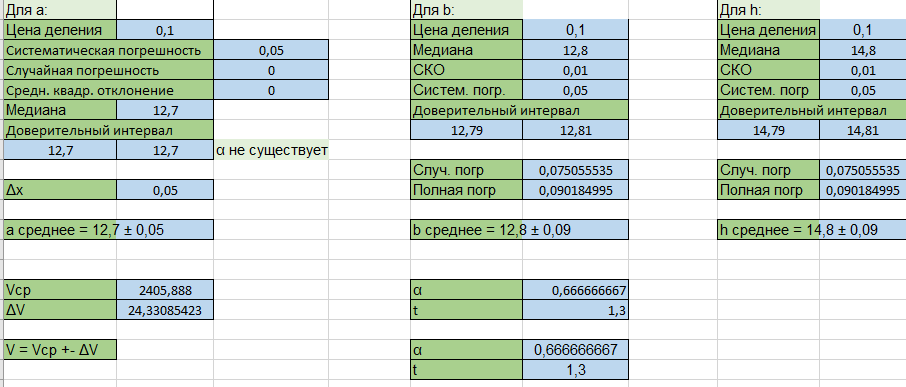 Для a:
Цена деления 0,1
Систематическая погрешность 0,05
Случайная погрешность 0
Средн. квадр. отклонение 0
Медиана 12,7
Доверительный интервал
12,7 12,7 α не существует
Δx 0,05
a среднее = 12,7 ± 0,05
Vср 2405,888
ΔV 24,33085423
V = Vср +- ΔV
Для b:
Цена деления 0,1
Медиана 12,8
СКО 0,01
Систем. погр. 0,05
Доверительный интервал
12,79 12,81
Случ. погр 0,075055535
Полная погр 0,090184995
b среднее = 12,8 ± 0,09
α 0,666666667
t 1,3
α 0,666666667
t 1,3
Для h:
Цена деления 0,1
Медиана 14,8
СКО 0,01
Систем. погр 0,05
Доверительный интервал
14,79 14,81
Случ. погр 0,075055535
Полная погр 0,090184995
h среднее = 14,8 ± 0,09